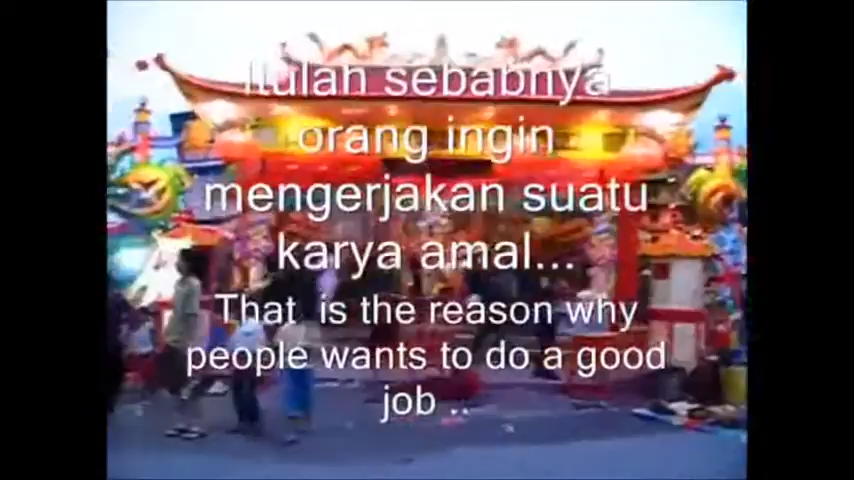 Itulah sebabnya
orang ingin
mengerjakan suatu
karya amal...
That is the reason why
people wants to do a good
job ..